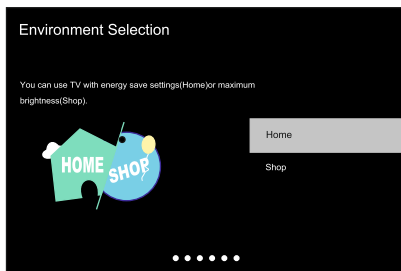 Environment Selection
You can use TV with energy save settings(Home)or maximum
brightness(Shop).
HOME
SHOP
Home
Shop